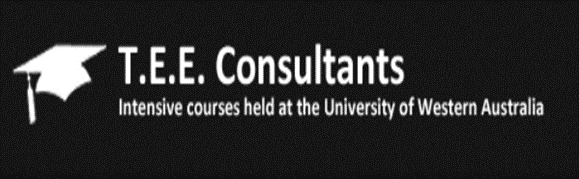 T.E.E. Consultants
Intensive courses held at the University of Western Australia